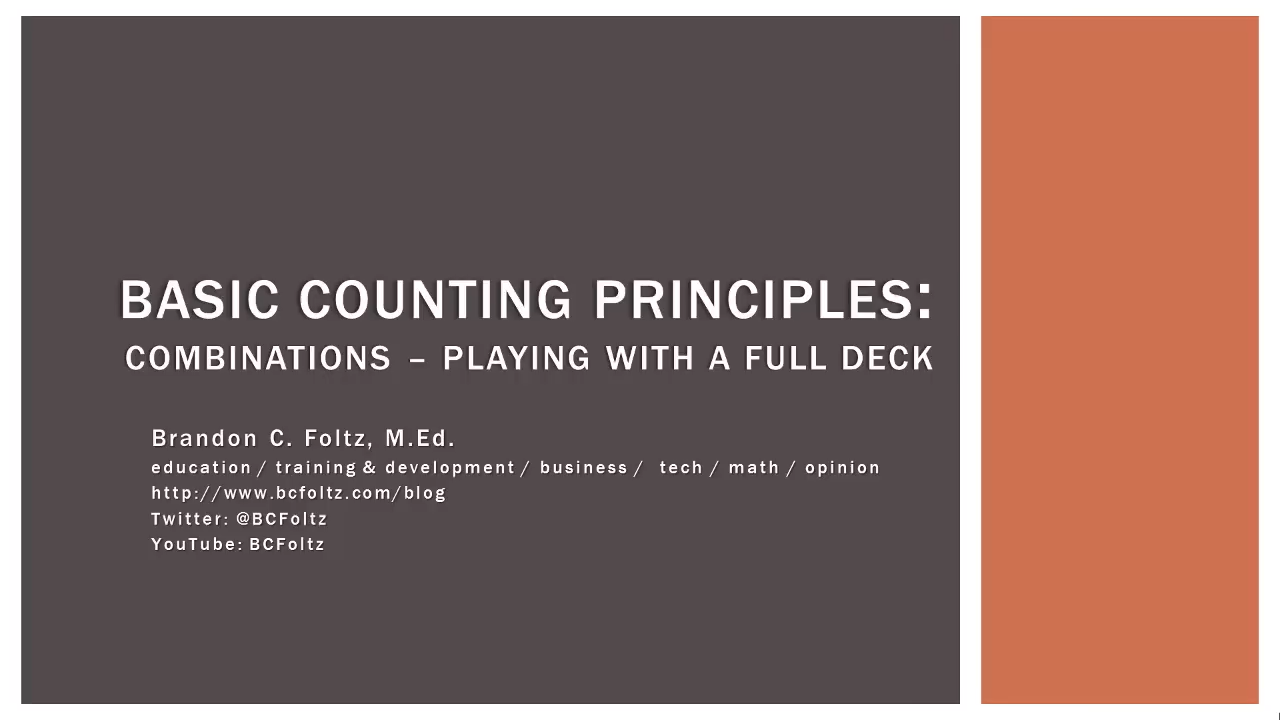 BASIC COUNTING PRINCIPLES:
COMBINATIONS – PLAYING WITH A FULL DECK
Brandon C. Foltz, M.Ed.
education / training & development / business / tech / math / opinion
http://www.bcfoltz.com/blog
Twitter: @BCFoltz
YouTube: BCFoltz